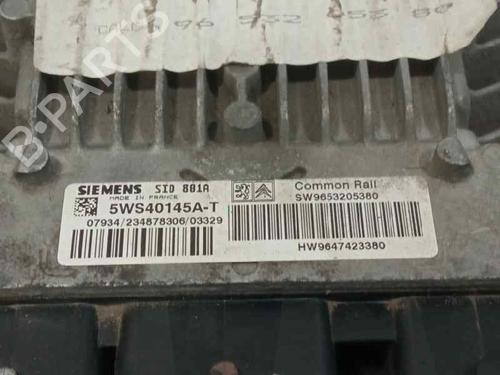 SIEMENS SID 801A
MADE IN FRANCE
5WS40145A-T
07934/234878306/03329
Common Rail
SW9653205380
HW9647423380
B-PARTS